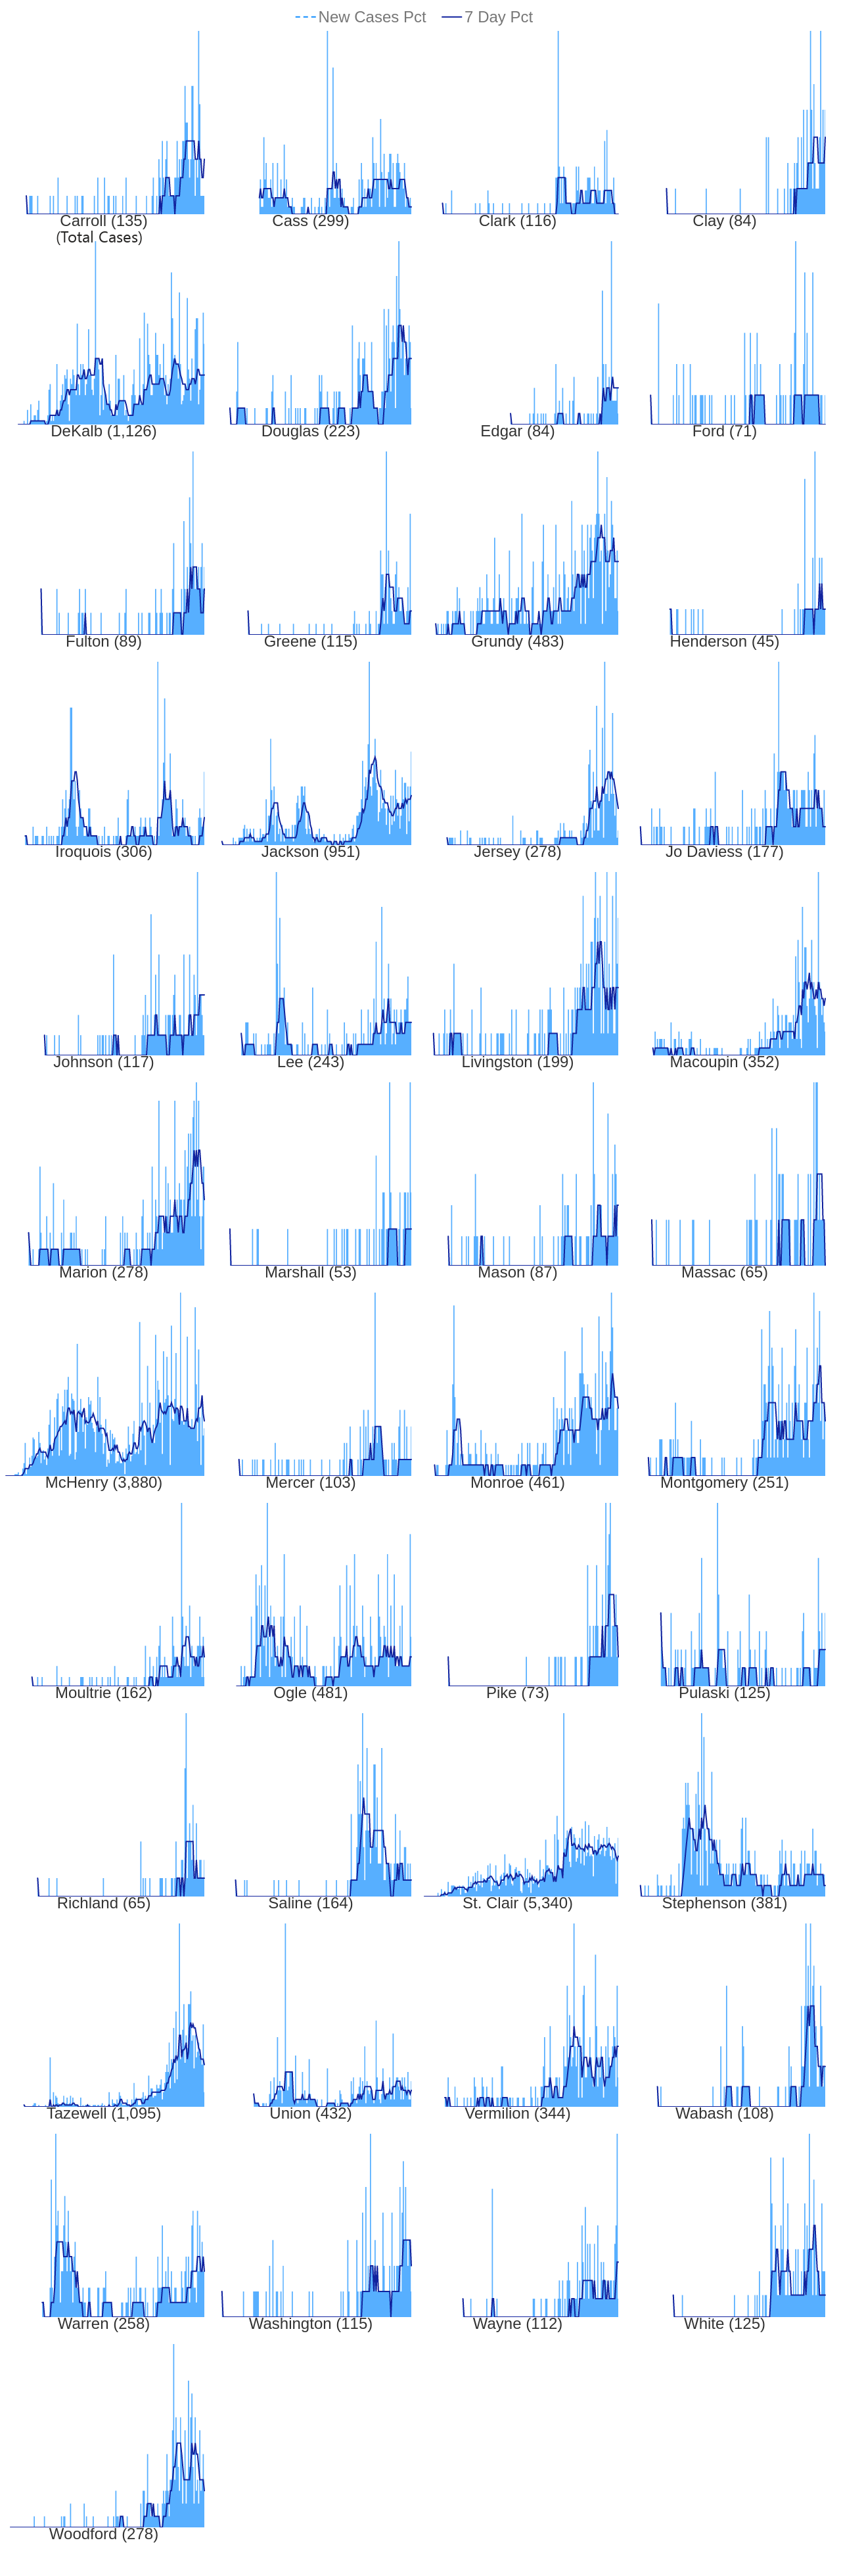 New Cases Pct 7 Day Pct
Carroll (135) Cass (299) Clark (116) Clay (84)
(Total Cases)
DeKalb (1,126) Douglas (223) Edgar (84) Ford (71)
Fulton (89) Greene (115) Grundy (483) Henderson (45)
Iroquois (306) Jackson (951) Jersey (278) Jo Daviess (177)
Johnson (117) Lee (243) Livingston (199) Macoupin (352)
Marion (278) Marshall (53) Mason (87) Massac (65)
McHenry (3,880) Mercer (103) Monroe (461) Montgomery (251)
Moultrie (162) Ogle (481) Pike (73) Pulaski (125)
Richland (65) Saline (164) St. Clair (5,340) Stephenson (381)
Tazewell (1,095) Union (432) Vermilion (344) Wabash (108)
Warren (258) Washington (115) Wayne (112) White (125)
Woodford (278)